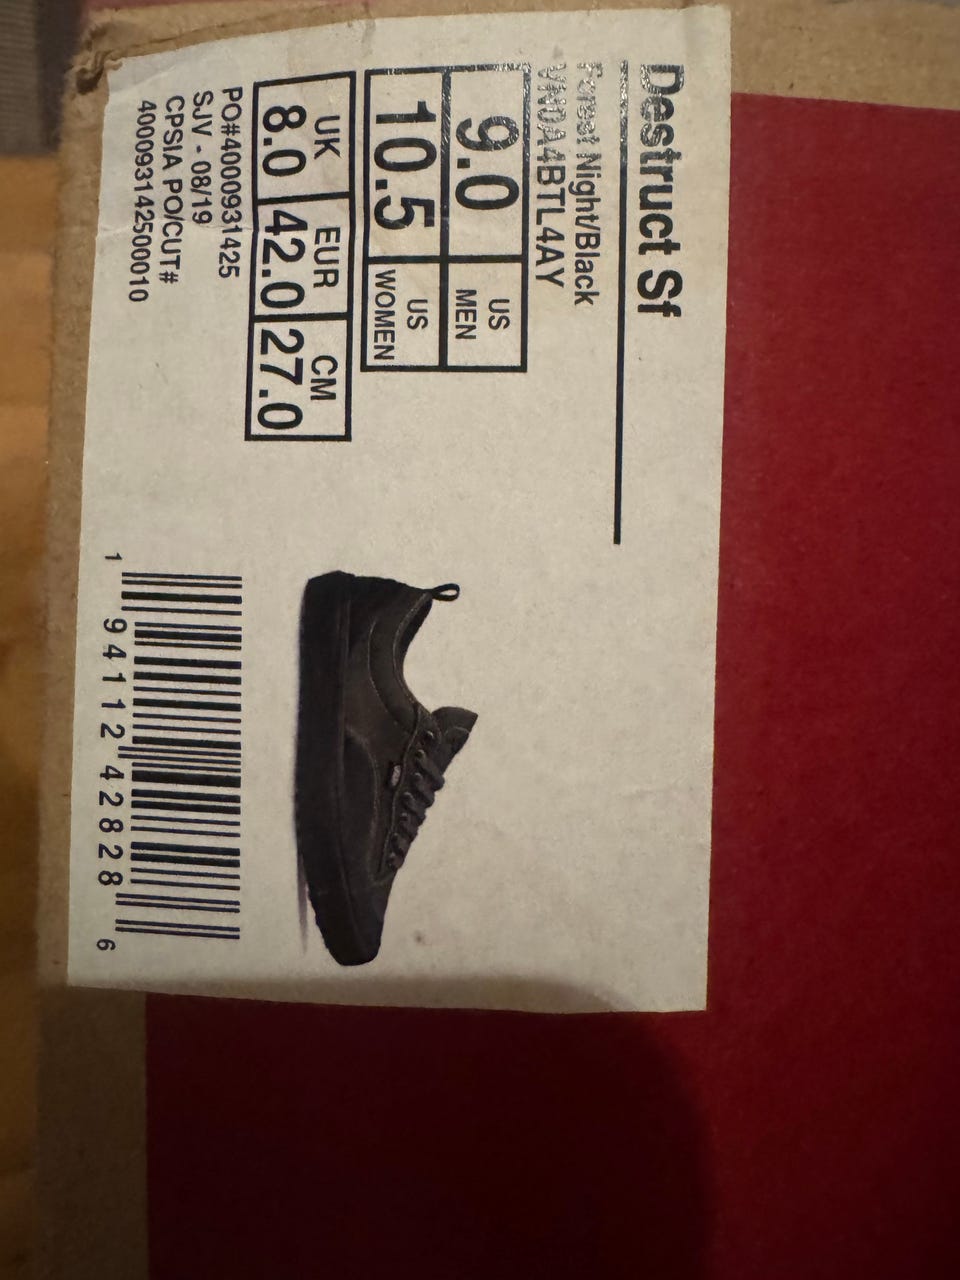 Destruct Sf
Forest Night/Black
VN0A4BTL4AY
9.0 US MEN
10.5 US WOMEN
UK EUR CM
8.0 42.0 27.0
PO#4000931425
SJV - 08/19
CPSIA PO/CUT#
400093142500010
1 94112 42828 6